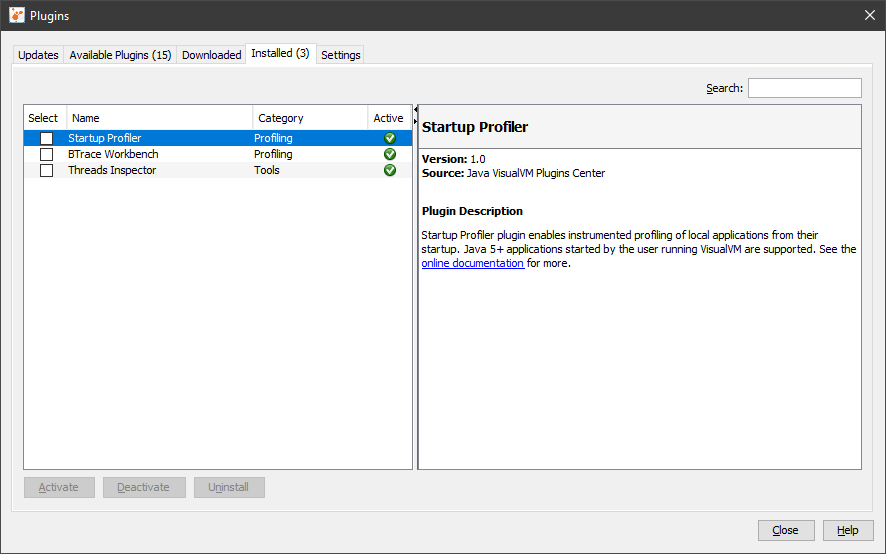 Plugins
Updates Available Plugins (15) Downloaded Installed (3) Settings
Search:
Select Name Category Active
Startup Profiler Profiling
BTrace Workbench Profiling
Threads Inspector Tools
Startup Profiler
Version: 1.0
Source: Java VisualVM Plugins Center
Plugin Description
Startup Profiler plugin enables instrumented profiling of local applications from their
startup. Java 5+ applications started by the user running VisualVM are supported. See the
online documentation for more.
Activate Deactivate Uninstall
Close Help